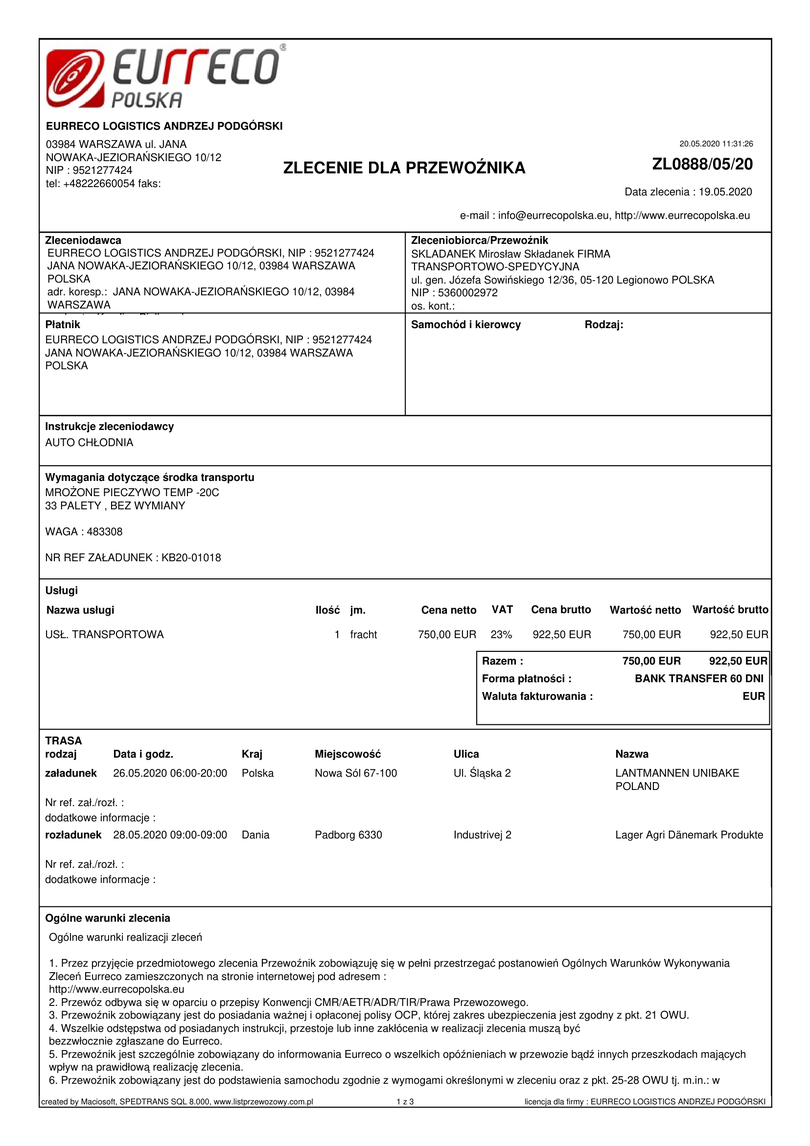 EURRECO®
POLSKA
EURRECO LOGISTICS ANDRZEJ PODGÓRSKI
03984 WARSZAWA ul. JANA
NOWAKA-JEZIORAŃSKIEGO 10/12
NIP : 9521277424
tel: +48222660054 faks:
ZLECENIE DLA PRZEWOŹNIKA
20.05.2020 11:31:26
ZL0888/05/20
Data zlecenia : 19.05.2020
e-mail : info@eurrecopolska.eu, http://www.eurrecopolska.eu
Zleceniodawca
EURRECO LOGISTICS ANDRZEJ PODGÓRSKI, NIP : 9521277424
JANA NOWAKA-JEZIORAŃSKIEGO 10/12, 03984 WARSZAWA
POLSKA
adr. koresp.: JANA NOWAKA-JEZIORAŃSKIEGO 10/12, 03984
WARSZAWA
Zleceniobiorca/Przewoźnik
SKLADANEK Mirosław Składanek FIRMA
TRANSPORTOWO-SPEDYCYJNA
ul. gen. Józefa Sowińskiego 12/36, 05-120 Legionowo POLSKA
NIP : 5360002972
os. kont.:
Płatnik
EURRECO LOGISTICS ANDRZEJ PODGÓRSKI, NIP : 9521277424
JANA NOWAKA-JEZIORAŃSKIEGO 10/12, 03984 WARSZAWA
POLSKA
Samochód i kierowcy Rodzaj:
Instrukcje zleceniodawcy
AUTO CHŁODNIA
Wymagania dotyczące środka transportu
MROŻONE PIECZYWO TEMP -20C
33 PALETY , BEZ WYMIANY
WAGA : 483308
NR REF ZAŁADUNEK : KB20-01018
Usługi
Nazwa usługi Ilość jm. Cena netto VAT Cena brutto Wartość netto Wartość brutto
USŁ. TRANSPORTOWA 1 fracht 750,00 EUR 23% 922,50 EUR 750,00 EUR 922,50 EUR
Razem : 750,00 EUR 922,50 EUR
Forma płatności : BANK TRANSFER 60 DNI
Waluta fakturowania : EUR
TRASA
rodzaj Data i godz. Kraj Miejscowość Ulica Nazwa
załadunek 26.05.2020 06:00-20:00 Polska Nowa Sól 67-100 Ul. Śląska 2 LANTMANNEN UNIBAKE
POLAND
Nr ref. zał./rozł. :
dodatkowe informacje :
rozładunek 28.05.2020 09:00-09:00 Dania Padborg 6330 Industrivej 2 Lager Agri Dänemark Produkte
Nr ref. zał./rozł. :
dodatkowe informacje :
Ogólne warunki zlecenia
Ogólne warunki realizacji zleceń
1. Przez przyjęcie przedmiotowego zlecenia Przewoźnik zobowiązuję się w pełni przestrzegać postanowień Ogólnych Warunków Wykonywania
Zleceń Eurreco zamieszczonych na stronie internetowej pod adresem :
http://www.eurrecopolska.eu
2. Przewóz odbywa się w oparciu o przepisy Konwencji CMR/AETR/ADR/TIR/Prawa Przewozowego.
3. Przewoźnik zobowiązany jest do posiadania ważnej i opłaconej polisy OCP, której zakres ubezpieczenia jest zgodny z pkt. 21 OWU.
4. Wszelkie odstępstwa od posiadanych instrukcji, przestoje lub inne zakłócenia w realizacji zlecenia muszą być
bezzwłocznie zgłaszane do Eurreco.
5. Przewoźnik jest szczególnie zobowiązany do informowania Eurreco o wszelkich opóźnieniach w przewozie bądź innych przeszkodach mających
wpływ na prawidłową realizację zlecenia.
6. Przewoźnik zobowiązany jest do podstawienia samochodu zgodnie z wymogami określonymi w zleceniu oraz z pkt. 25-28 OWU tj. m.in.: w
created by Maciosoft, SPEDTRANS SQL 8.000, www.listprzewozowy.com.pl 1 z 3 licencja dla firmy : EURRECO LOGISTICS ANDRZEJ PODGÓRSKI